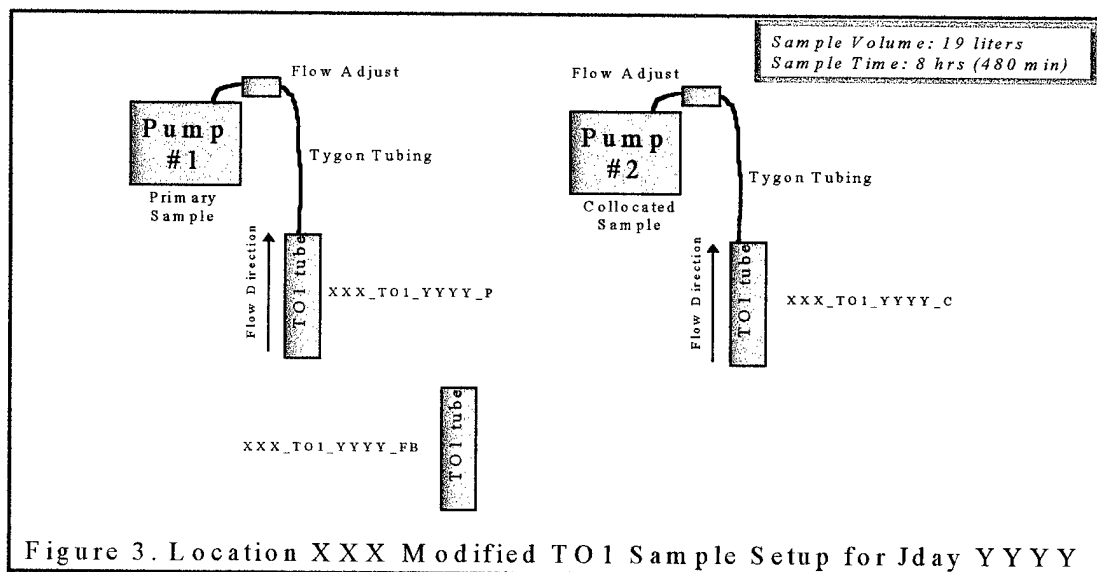 Sample Volume: 19 liters
Sample Time: 8 hrs (480 min)
Flow Adjust
Pump
#1
Tygon Tubing
Primary
Sample
Flow Direction
TO1 tube
XXX_TO1_YYYY_P
Flow Adjust
Pump
#2
Tygon Tubing
Collocated
Sample
Flow Direction
TO1 tube
XXX_TO1_YYYY_C
XXX_TO1_YYYY_FB
TO1 tube
Figure 3. Location XXX Modified TO1 Sample Setup for Jday YYYY